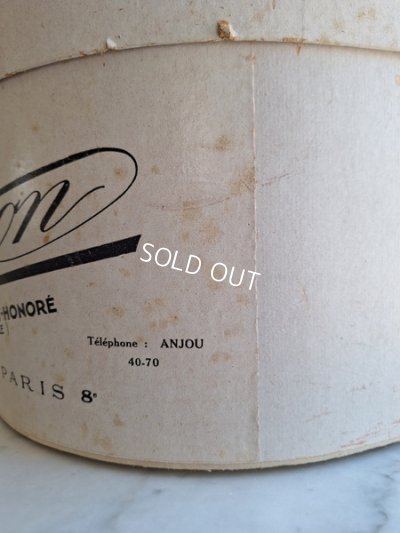 on
SOLD OUT
-HONORÉ
Téléphone : ANJOU
40-70
PARIS 8e